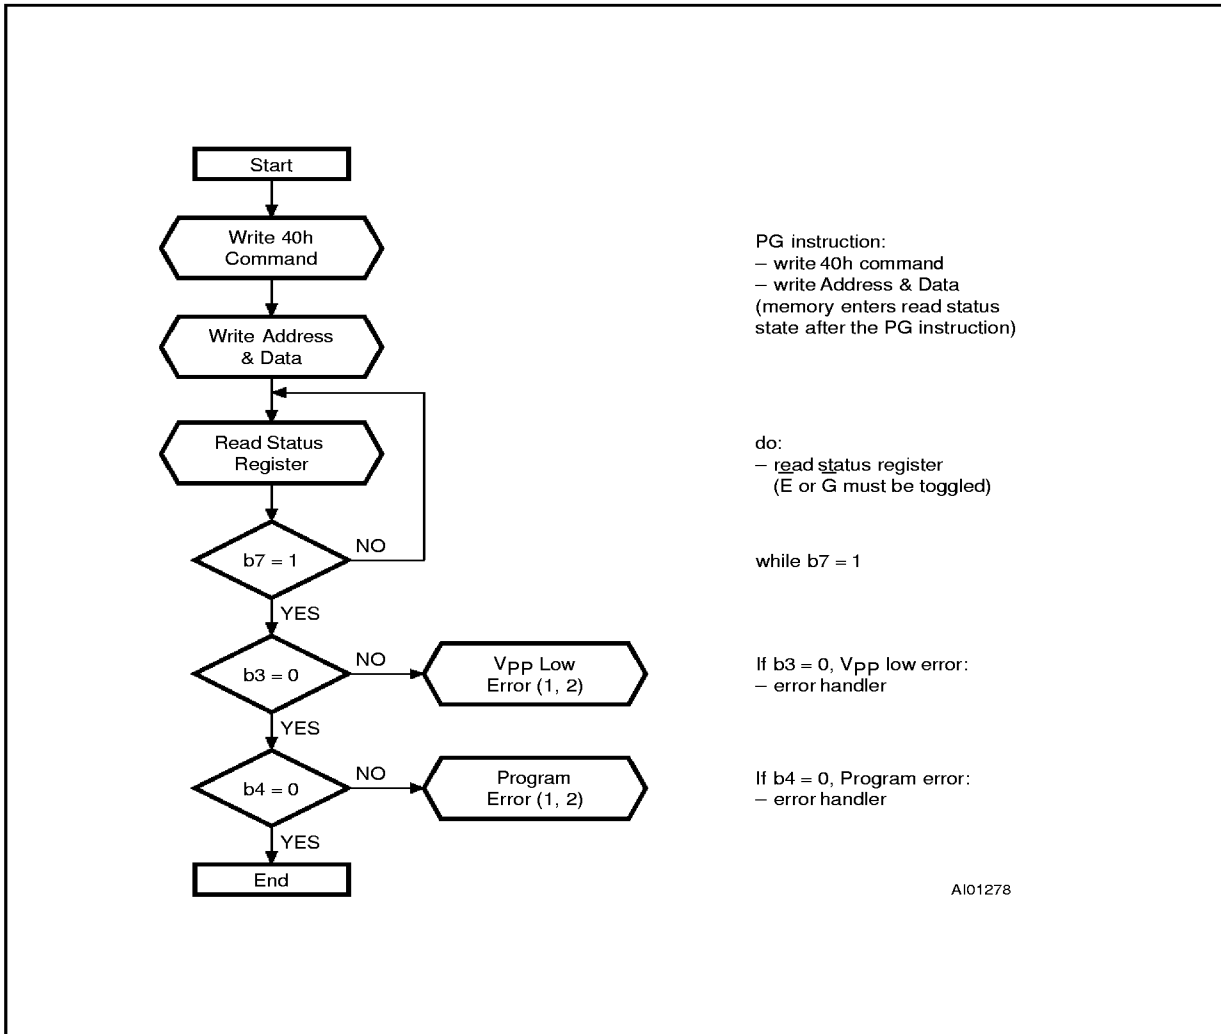 Start
Write 40h
Command
PG instruction:
– write 40h command
– write Address & Data
(memory enters read status
state after the PG instruction)
Write Address
& Data
Read Status
Register
do:
– read status register
(E̅ or G̅ must be toggled)
b7 = 1
NO
while b7 = 1
YES
b3 = 0
NO
VPP Low
Error (1, 2)
If b3 = 0, VPP low error:
– error handler
YES
b4 = 0
NO
Program
Error (1, 2)
If b4 = 0, Program error:
– error handler
YES
End
AI01278